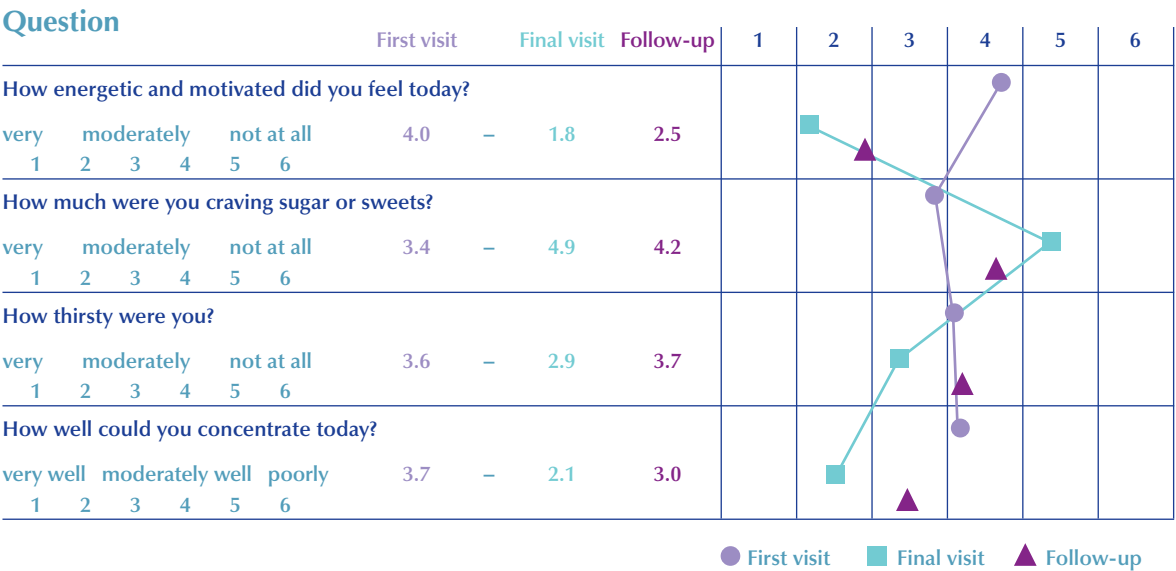 Question
First visit Final visit Follow-up 1 2 3 4 5 6
How energetic and motivated did you feel today?
very moderately not at all 4.0 – 1.8 2.5
1 2 3 4 5 6
How much were you craving sugar or sweets?
very moderately not at all 3.4 – 4.9 4.2
1 2 3 4 5 6
How thirsty were you?
very moderately not at all 3.6 – 2.9 3.7
1 2 3 4 5 6
How well could you concentrate today?
very well moderately well poorly 3.7 – 2.1 3.0
1 2 3 4 5 6
First visit Final visit Follow-up